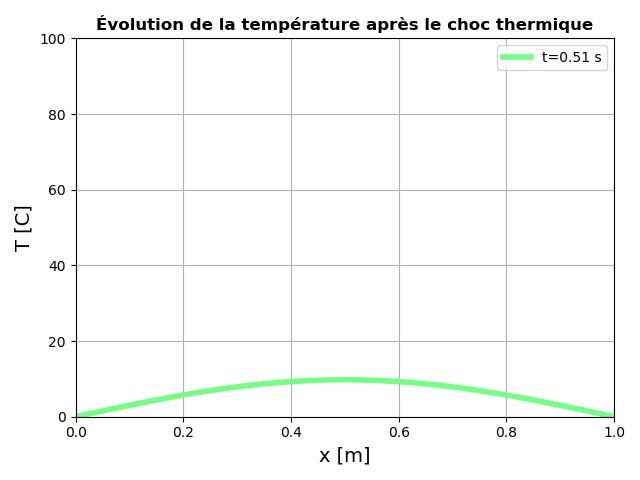 Évolution de la température après le choc thermique
t=0.51 s
T [C]
100
80
60
40
20
0
0.0 0.2 0.4 0.6 0.8 1.0
x [m]